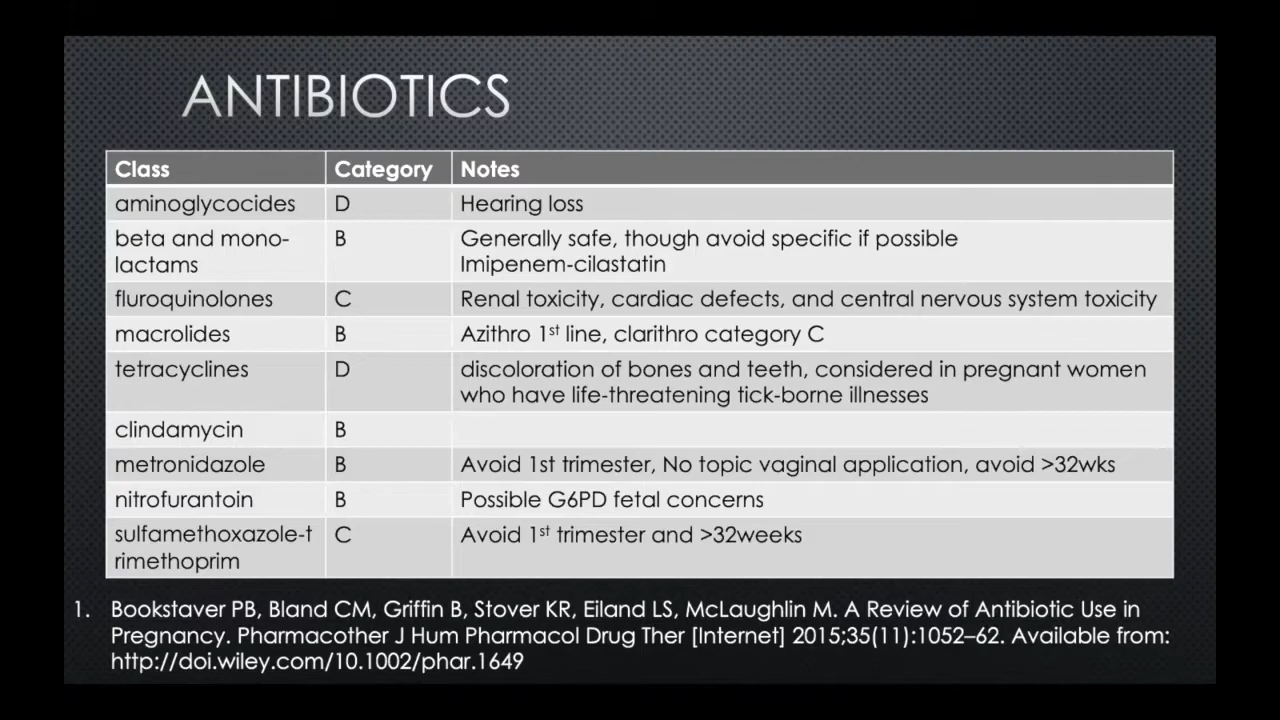 ANTIBIOTICS
Class Category Notes
aminoglycocides D Hearing loss
beta and mono- B Generally safe, though avoid specific if possible
lactams Imipenem-cilastatin
fluroquinolones C Renal toxicity, cardiac defects, and central nervous system toxicity
macrolides B Azithro 1st line, clarithro category C
tetracyclines D discoloration of bones and teeth, considered in pregnant women
who have life-threatening tick-borne illnesses
clindamycin B
metronidazole B Avoid 1st trimester, No topic vaginal application, avoid >32wks
nitrofurantoin B Possible G6PD fetal concerns
sulfamethoxazole-t C Avoid 1st trimester and >32weeks
rimethoprim
1. Bookstaver PB, Bland CM, Griffin B, Stover KR, Eiland LS, McLaughlin M. A Review of Antibiotic Use in
Pregnancy. Pharmacother J Hum Pharmacol Drug Ther [Internet] 2015;35(11):1052–62. Available from:
http://doi.wiley.com/10.1002/phar.1649